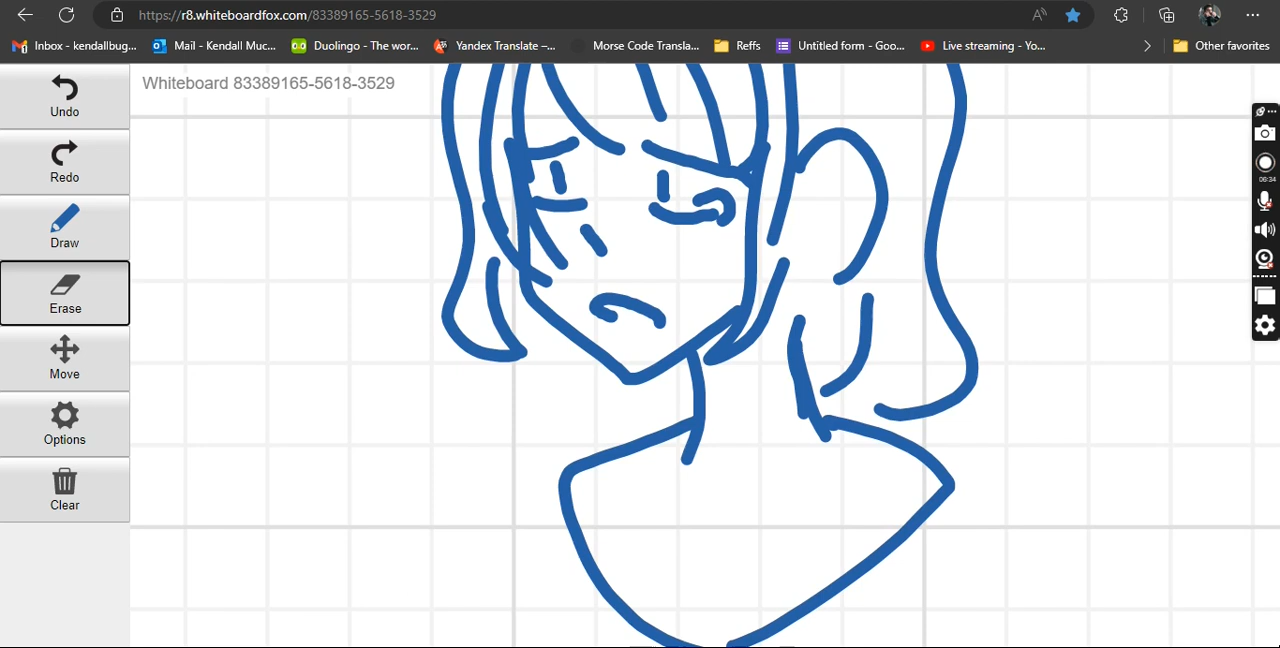 https://r8.whiteboardfox.com/83389165-5618-3529
Inbox - kendallbug...
Mail - Kendall Muc...
Duolingo - The wor...
Yandex Translate –...
Morse Code Transla...
Reffs
Untitled form - Goo...
Live streaming - Yo...
Other favorites
Undo
Redo
Draw
Erase
Move
Options
Clear
Whiteboard 83389165-5618-3529
06:34